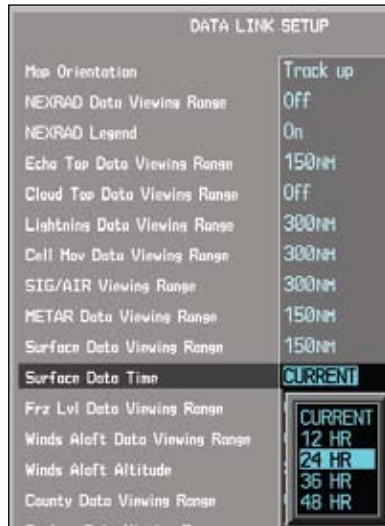 DATA LINK SETUP
Map Orientation Track up
NEXRAD Data Viewing Range Off
NEXRAD Legend On
Echo Top Data Viewing Range 150NM
Cloud Top Data Viewing Range Off
Lightning Data Viewing Range 300NM
Cell Mov Data Viewing Range 300NM
SIG/AIR Viewing Range 300NM
METAR Data Viewing Range 150NM
Surface Data Viewing Range 150NM
Surface Data Time CURRENT
Frz Lvl Data Viewing Range
CURRENT
Winds Aloft Data Viewing Range
12 HR
24 HR
Winds Aloft Altitude
36 HR
County Data Viewing Range
48 HR